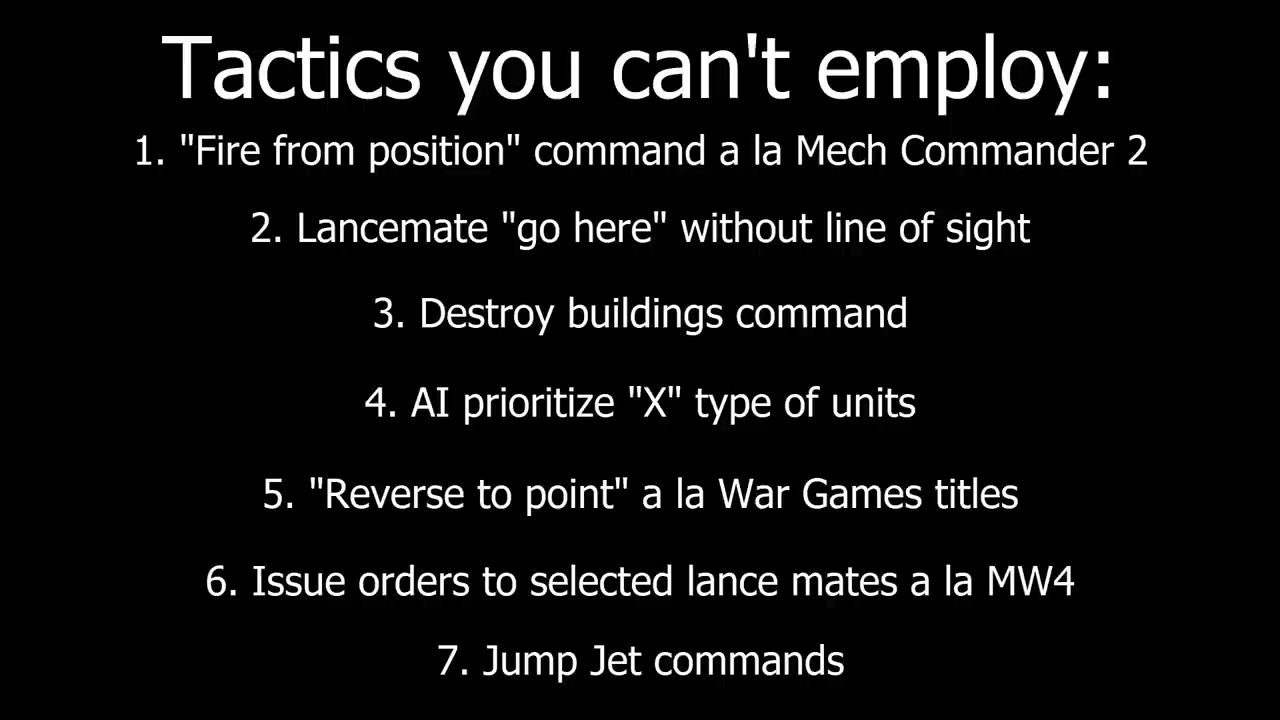 Tactics you can't employ:
1. "Fire from position" command a la Mech Commander 2
2. Lancemate "go here" without line of sight
3. Destroy buildings command
4. AI prioritize "X" type of units
5. "Reverse to point" a la War Games titles
6. Issue orders to selected lance mates a la MW4
7. Jump Jet commands